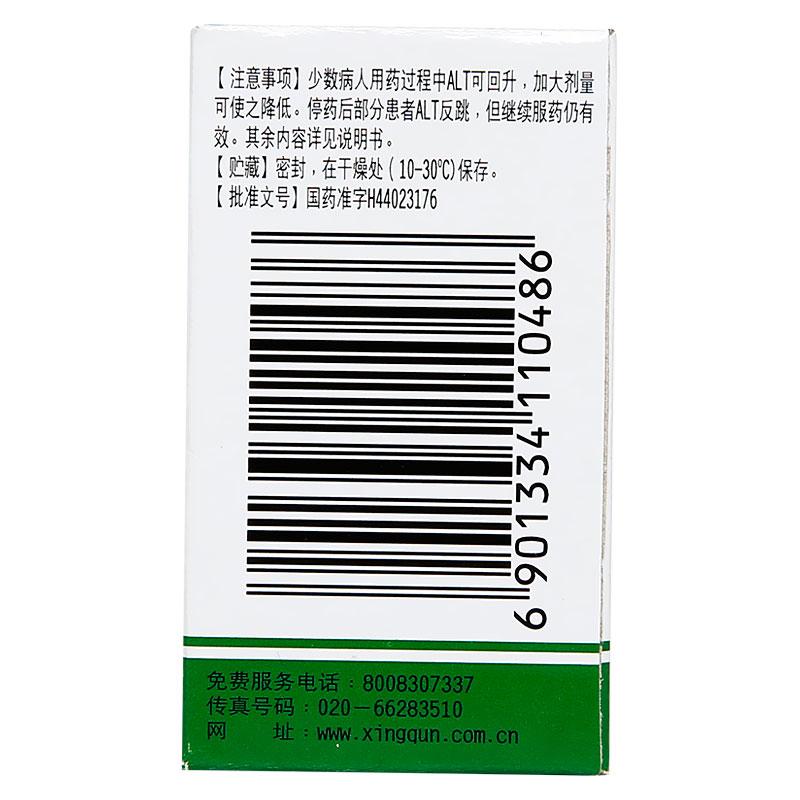 【注意事项】少数病人用药过程中ALT可回升，加大剂量
可使之降低。停药后部分患者ALT反跳，但继续服药仍有
效。其余内容详见说明书。
【贮藏】密封，在干燥处（10-30℃)保存。
【批准文号】国药准字H44023176
6901334110486
免费服务电话：8008307337
传真号码：020－66283510
网　　址：www.xingqun.com.cn